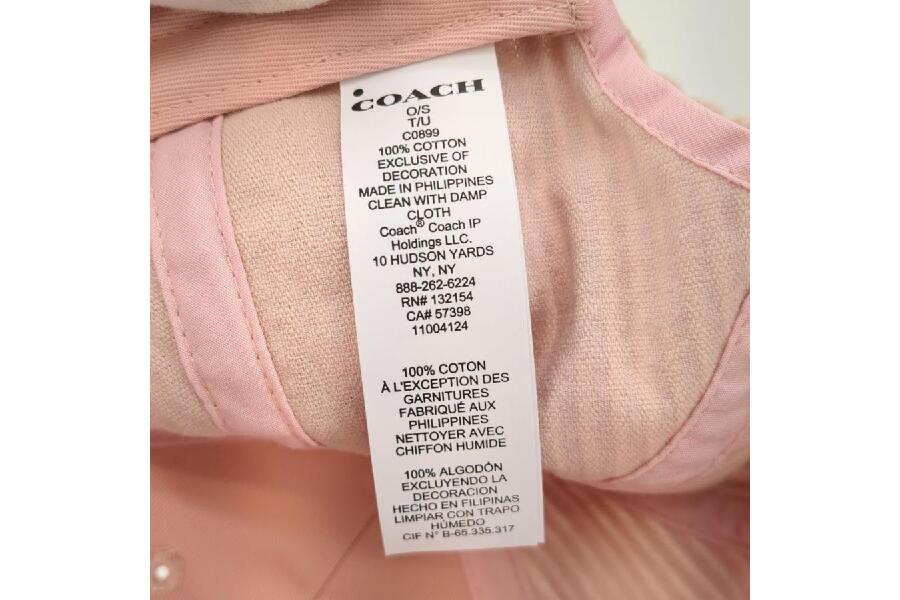 COACH
O/S
T/U
C0899
100% COTTON
EXCLUSIVE OF
DECORATION
MADE IN PHILIPPINES
CLEAN WITH DAMP
CLOTH
Coach® Coach IP
Holdings LLC.
10 HUDSON YARDS
NY, NY
888-262-6224
RN# 132154
CA# 57398
11004124
100% COTON
À L'EXCEPTION DES
GARNITURES
FABRIQUÉ AUX
PHILIPPINES
NETTOYER AVEC
CHIFFON HUMIDE
100% ALGODÓN
EXCLUYENDO LA
DECORACION
HECHO EN FILIPINAS
LIMPIAR CON TRAPO
HÚMEDO
CIF N° B-65.335.317